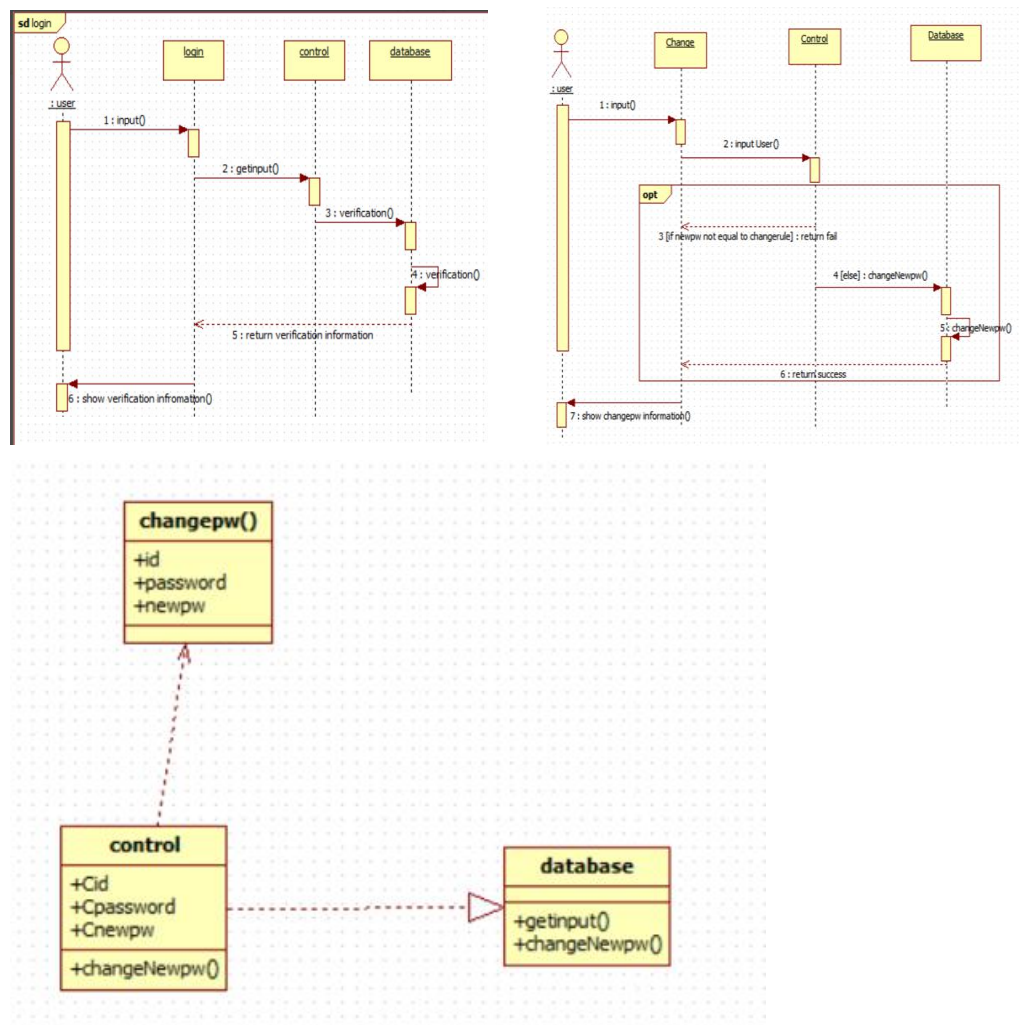 sd login
login
control
database
: user
1 : input()
2 : getinput()
3 : verification()
4 : verification()
5 : return verification information
6 : show verification infromation()
Change
Control
Database
: user
1 : input()
2 : input User()
opt
3 [if newpw not equal to changerule] : return fail
4 [else] : changeNewpw()
5 : changeNewpw()
6 : return success
7 : show changepw information()
changepw()
+id
+password
+newpw
control
+Cid
+Cpassword
+Cnewpw
+changeNewpw()
database
+getinput()
+changeNewpw()